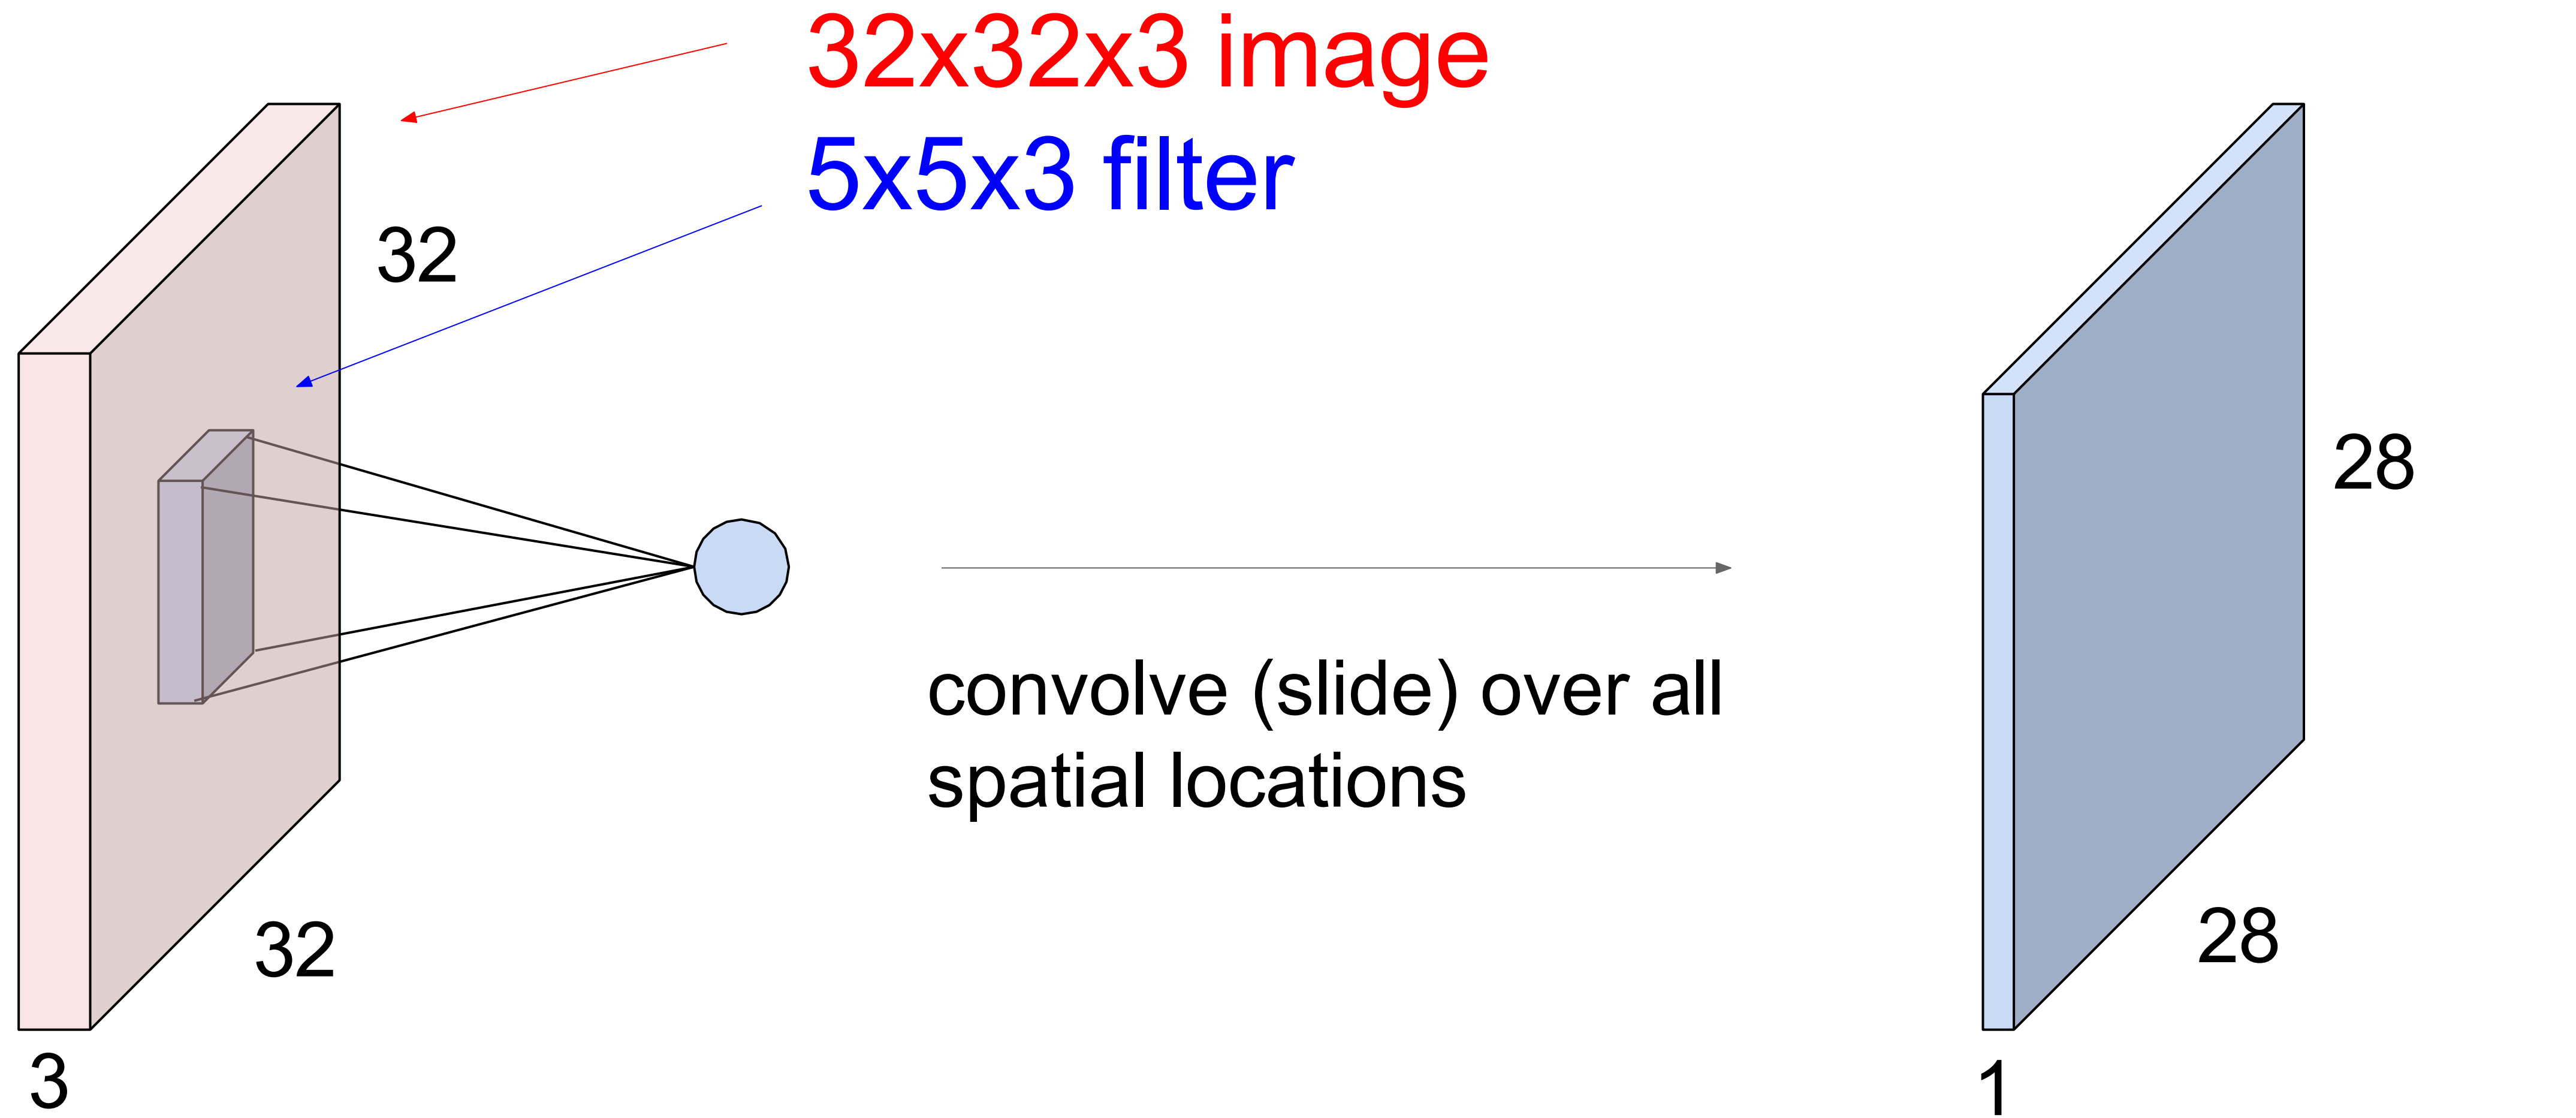 32x32x3 image
5x5x3 filter
32
28
convolve (slide) over all
spatial locations
32
28
3
1